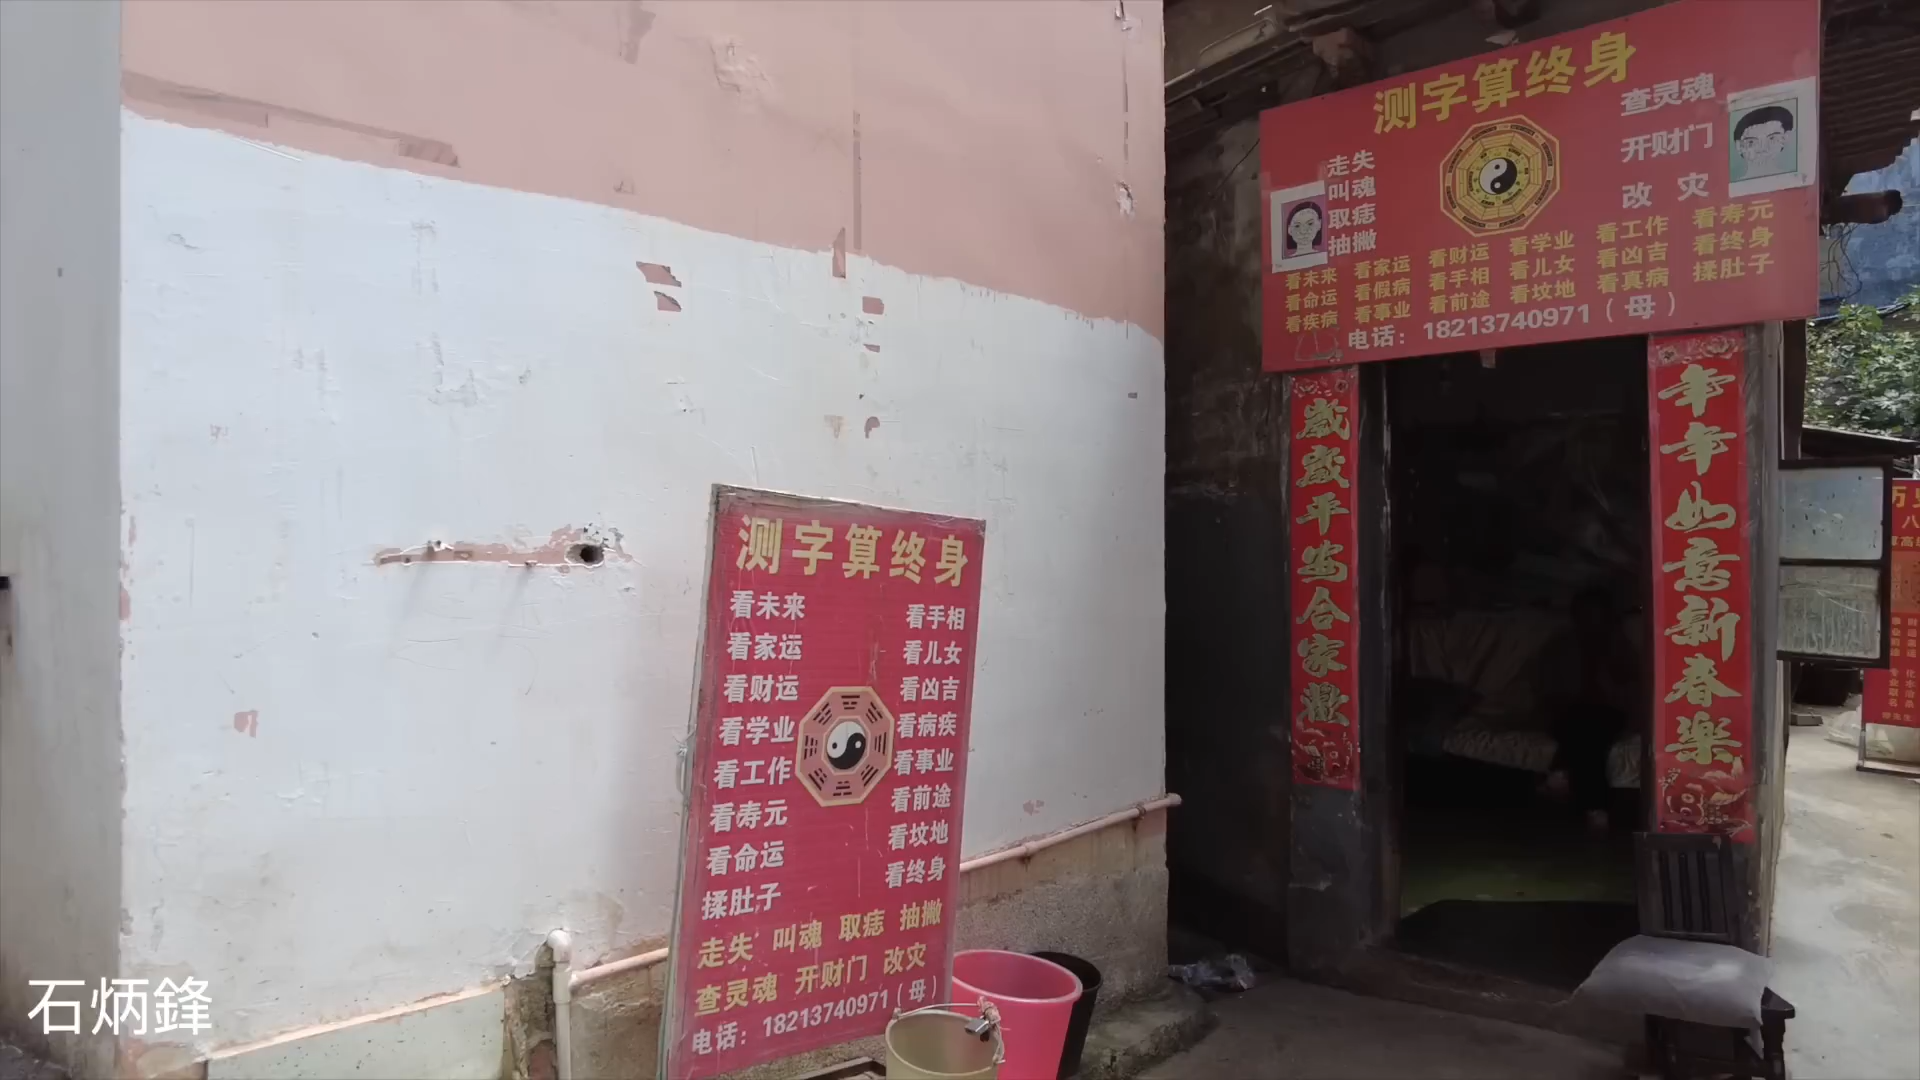 测字算终身
查灵魂
开财门
改 灾
走失
叫魂
取痣
抽撇
看未来 看家运 看财运 看学业 看工作 看寿元
看命运 看假病 看手相 看儿女 看凶吉 看终身
看疾病 看事业 看前途 看坟地 看真病 揉肚子
电话：18213740971（母）
歲歲平安合家歡
年年如意新春樂
测字算终身
看未来 看手相
看家运 看儿女
看财运 看凶吉
看学业 看病疾
看工作 看事业
看寿元 看前途
看命运 看坟地
揉肚子 看终身
走失 叫魂 取痣 抽撇
查灵魂 开财门 改灾
电话：18213740971（母）
石炳鋒